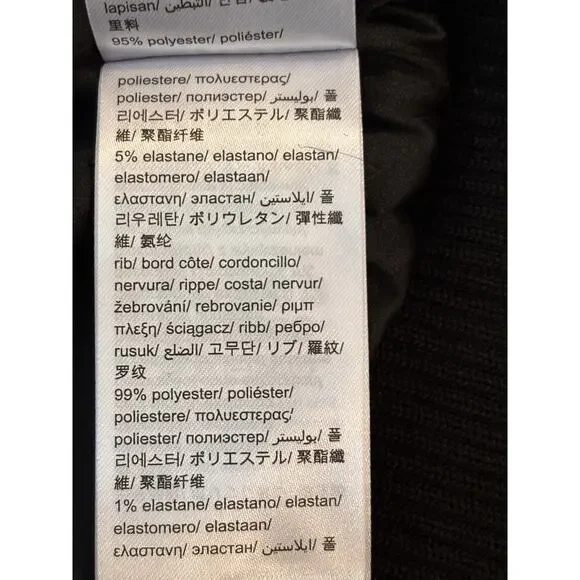 lapisan/ التبطين/ 안감/
里料
95% polyester/ poliéster/
poliestere/ πολυεστερας/
poliester/ полиэстер/ بوليستر/ 폴
리에스터/ ポリエステル/ 聚酯纖
維/ 聚酯纤维
5% elastane/ elastano/ elastan/
elastomero/ elastaan/
ελαστανη/ эластан/ ايلاستين/ 폴
리우레탄/ ポリウレタン/ 彈性纖
維/ 氨纶
rib/ bord côte/ cordoncillo/
nervura/ rippe/ costa/ nervur/
žebrování/ rebrovanie/ ριμπ
πλεξη/ ściągacz/ ribb/ ребро/
rusuk/ الضلع/ 고무단/ リブ/ 羅紋/
罗纹
99% polyester/ poliéster/
poliestere/ πολυεστερας/
poliester/ полиэстер/ بوليستر/ 폴
리에스터/ ポリエステル/ 聚酯纖
維/ 聚酯纤维
1% elastane/ elastano/ elastan/
elastomero/ elastaan/
ελαστανη/ эластан/ ايلاستين/ 폴